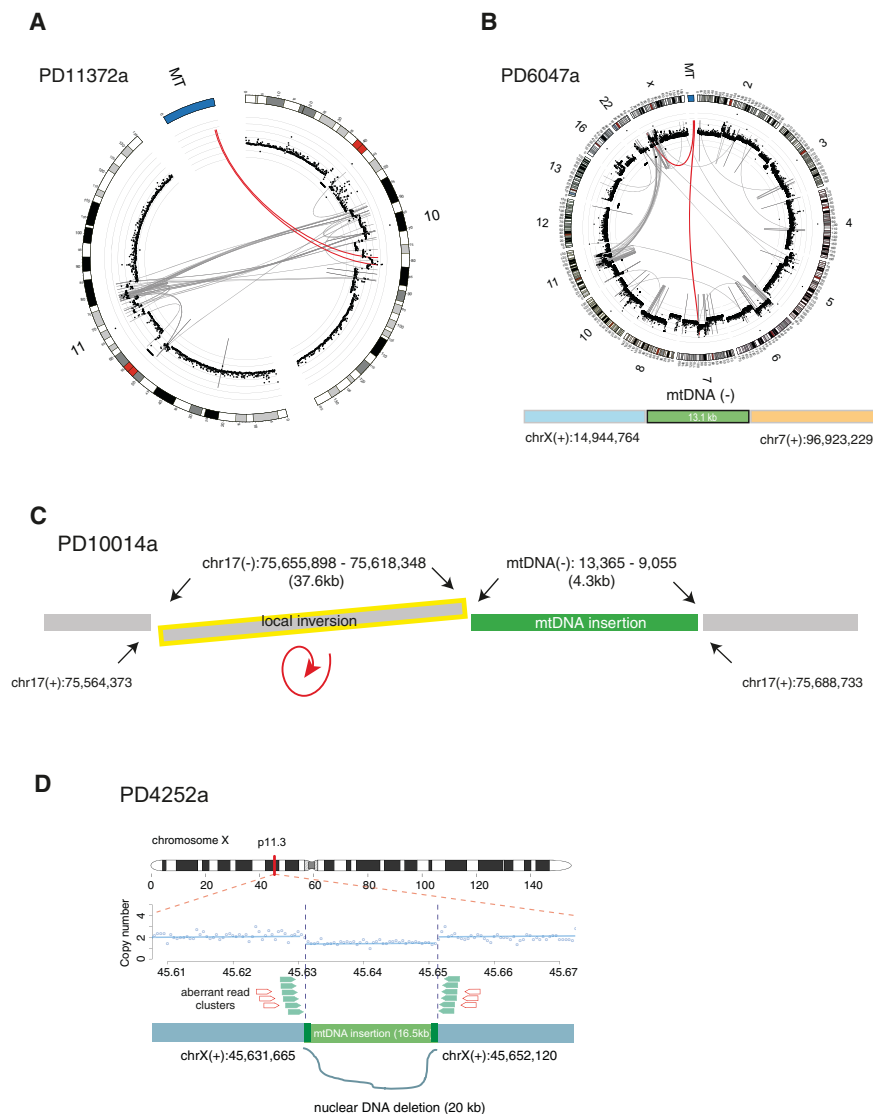 A
PD11372a
MT
10
11
B
PD6047a
MT
2
3
4
5
6
7
8
10
11
12
13
16
22
X
mtDNA (-)
13.1 kb
chrX(+):14,944,764
chr7(+):96,923,229
C
PD10014a
chr17(-):75,655,898 - 75,618,348
(37.6kb)
mtDNA(-): 13,365 - 9,055
(4.3kb)
local inversion
mtDNA insertion
chr17(+):75,564,373
chr17(+):75,688,733
D
PD4252a
chromosome X
p11.3
0 20 40 60 80 100 120 140
Copy number
4
2
0
45.61 45.62 45.63 45.64 45.65 45.66 45.67
aberrant read
clusters
mtDNA insertion (16.5kb
chrX(+):45,631,665
chrX(+):45,652,120
nuclear DNA deletion (20 kb)